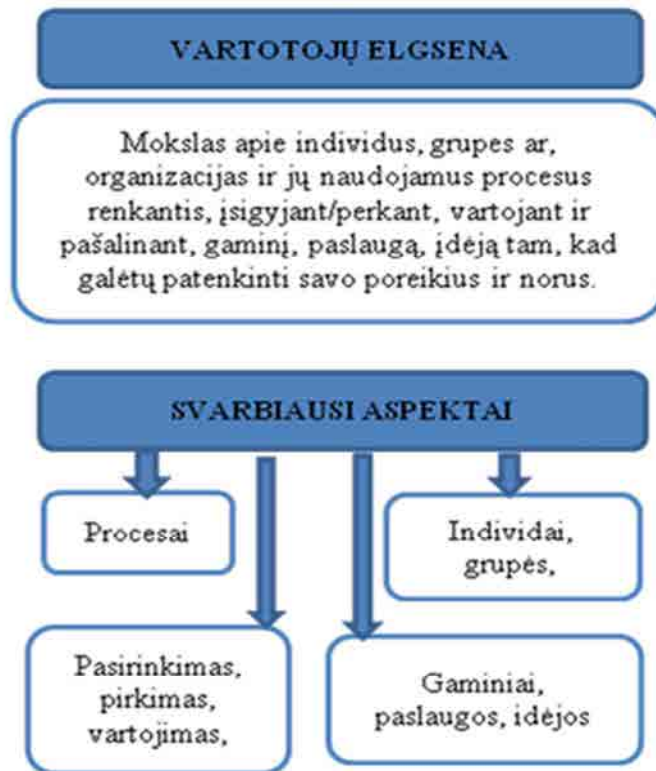 VARTOTOJŲ ELGSENA
Mokslas apie individus, grupes ar,
organizacijas ir jų naudojamus procesus
renkantis, įsigyjant/perkant, vartojant ir
pašalinant, gaminį, paslaugą, idėją tam, kad
galėtų patenkinti savo poreikius ir norus.
SVARBIAUSI ASPEKTAI
Procesai
Individai,
grupės,
Pasirinkimas,
pirkimas,
vartojimas,
Gaminiai,
paslaugos, idėjos